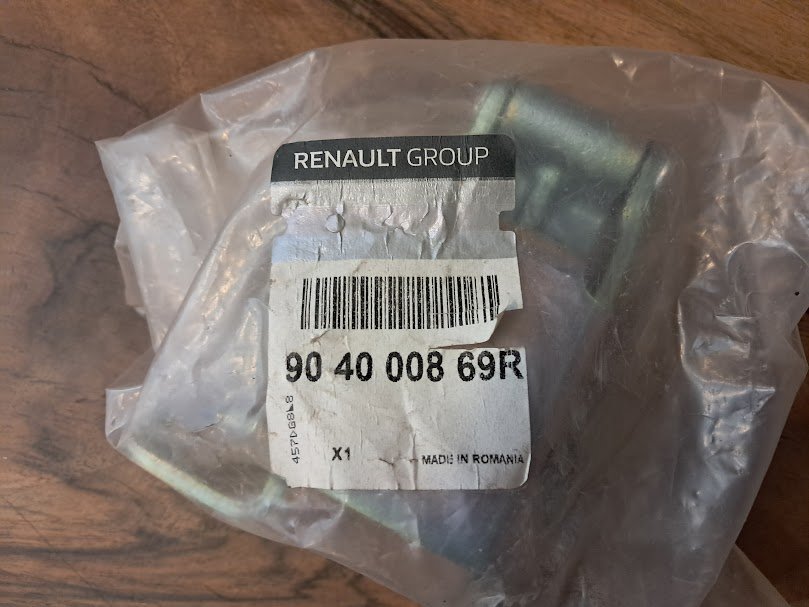 RENAULT GROUP
90 40 008 69R
X1
MADE IN ROMANIA